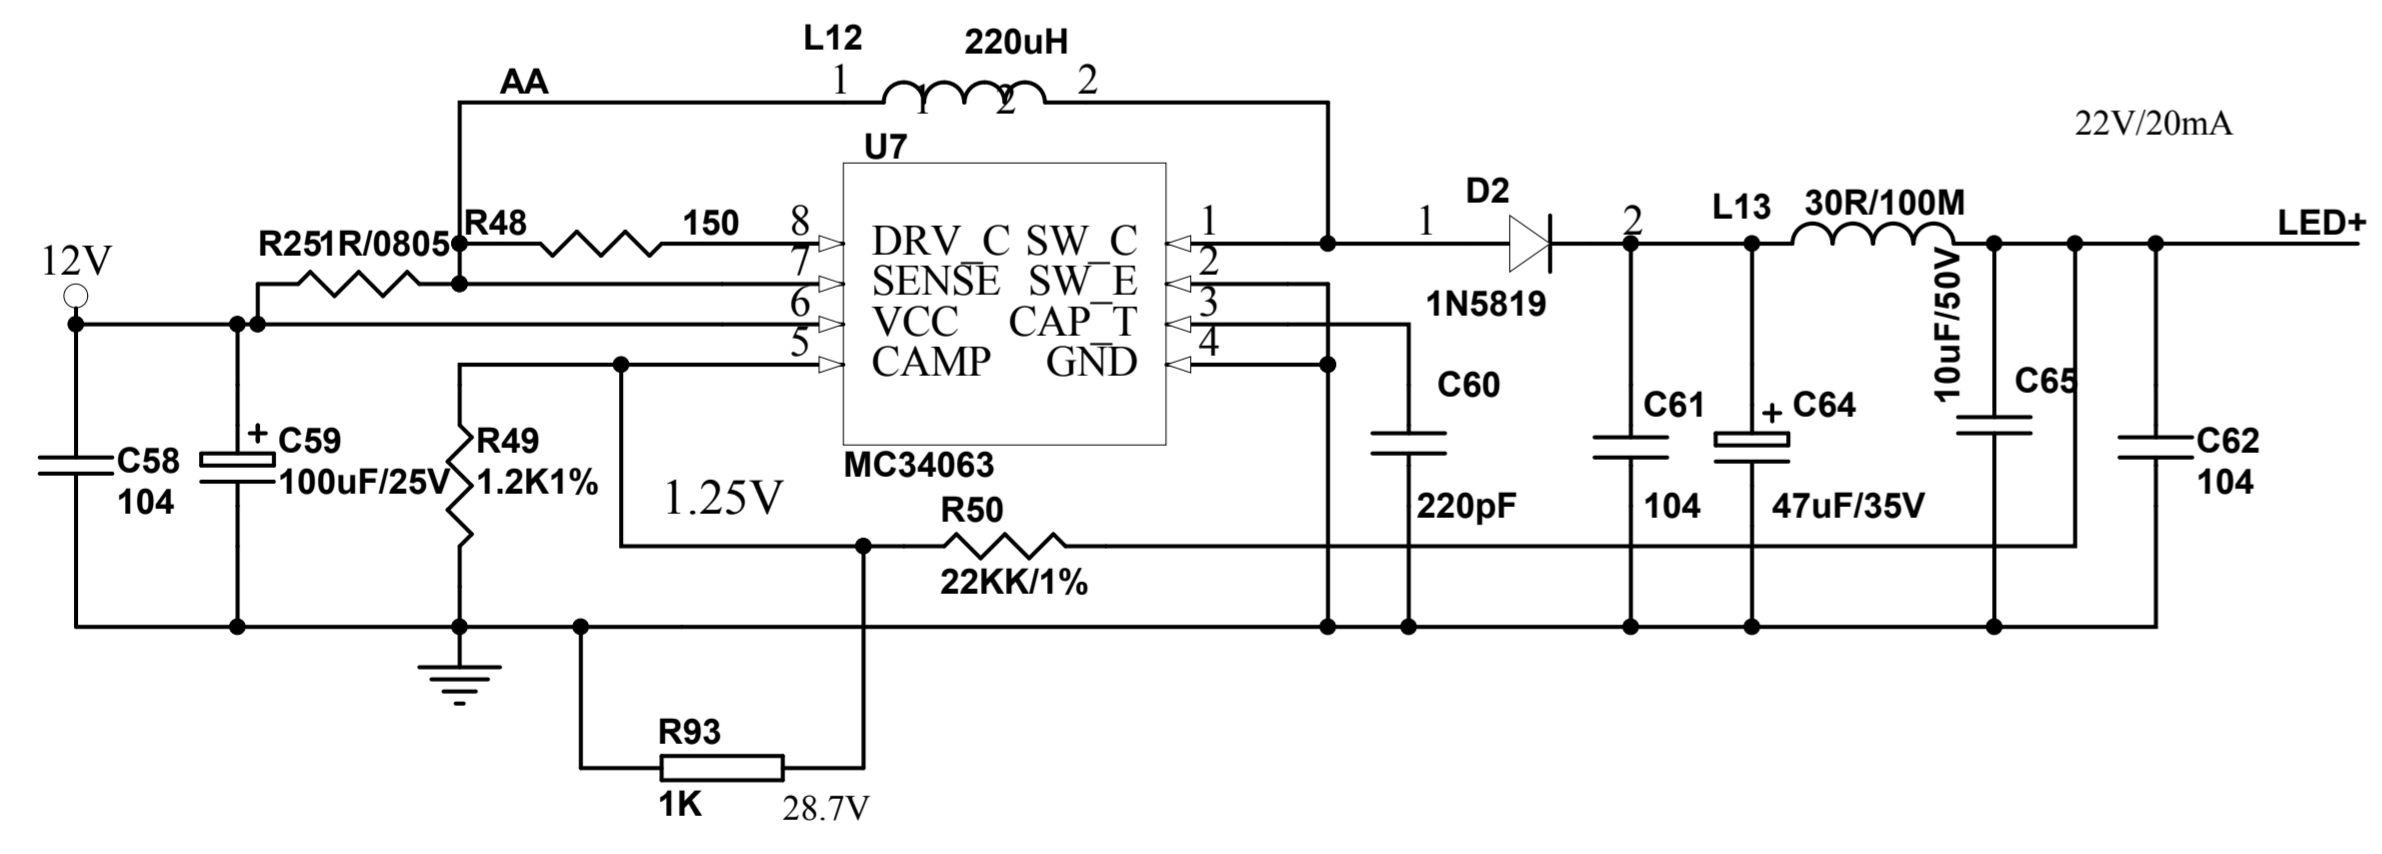 L12
220uH
AA
1
1
2
2
22V/20mA
U7
D2
L13
30R/100M
LED+
R48
150
8
1
1
2
R25
1R/0805
DRV_C
SW_C
12V
7
2
SENSE
SW_E
1N5819
6
3
VCC
CAP_T
5
4
CAMP
GND
10uF/50V
C65
C60
C61
+
C64
+
C59
R49
C62
C58
100uF/25V
1.2K1%
MC34063
104
104
1.25V
R50
220pF
104
47uF/35V
22KK/1%
R93
1K
28.7V